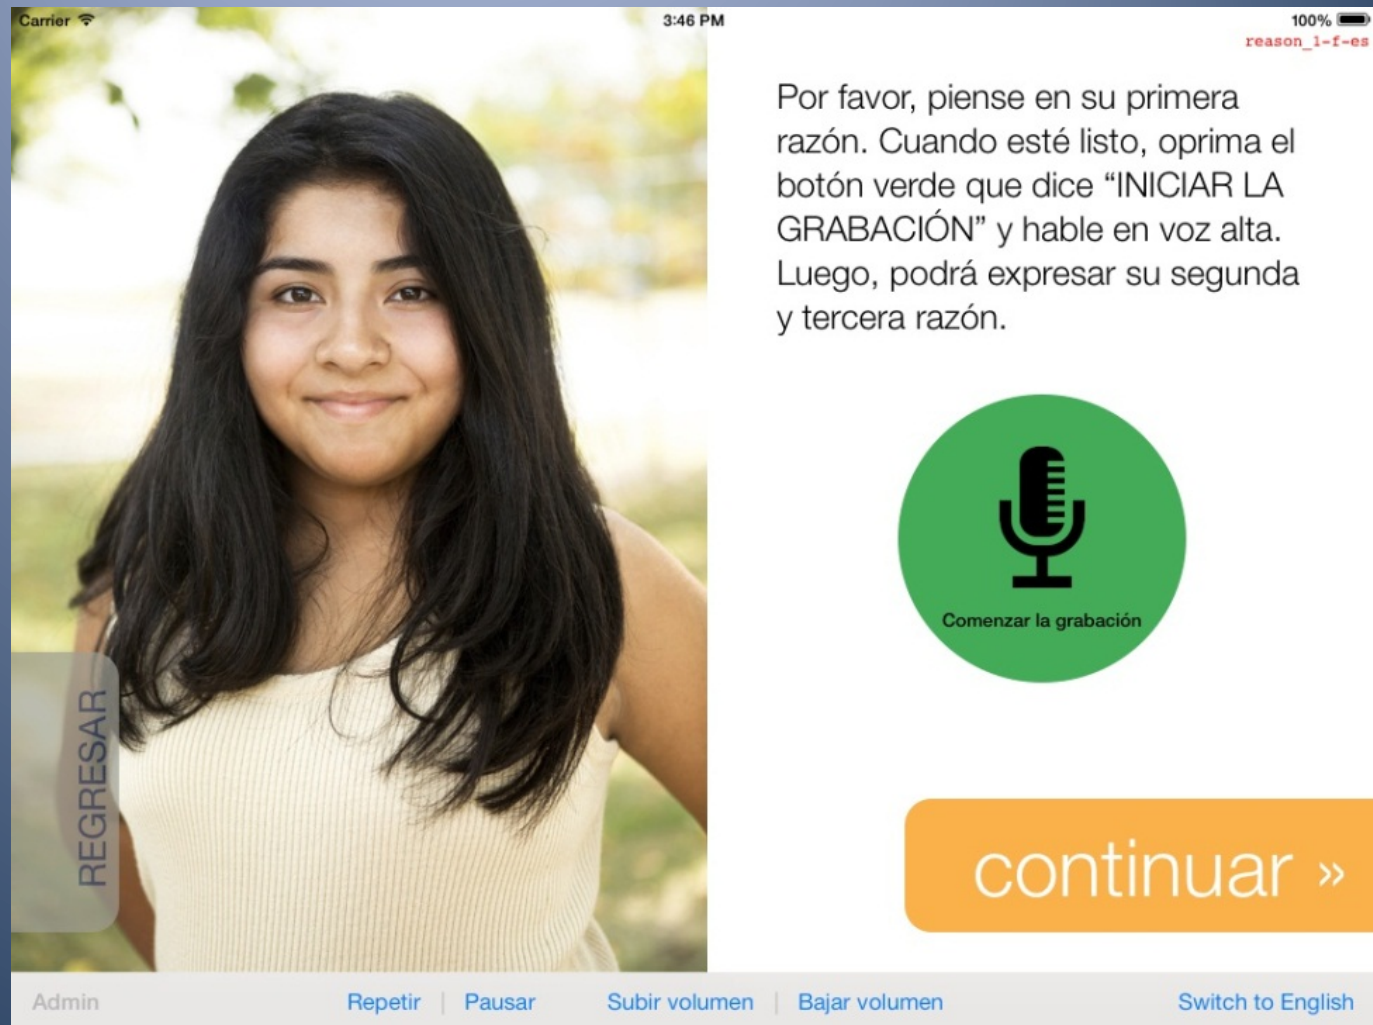 Carrier
3:46 PM
100%
reason_1-f-es
Por favor, piense en su primera
razón. Cuando esté listo, oprima el
botón verde que dice “INICIAR LA
GRABACIÓN” y hable en voz alta.
Luego, podrá expresar su segunda
y tercera razón.
Comenzar la grabación
REGRESAR
continuar »
Admin
Repetir | Pausar
Subir volumen | Bajar volumen
Switch to English